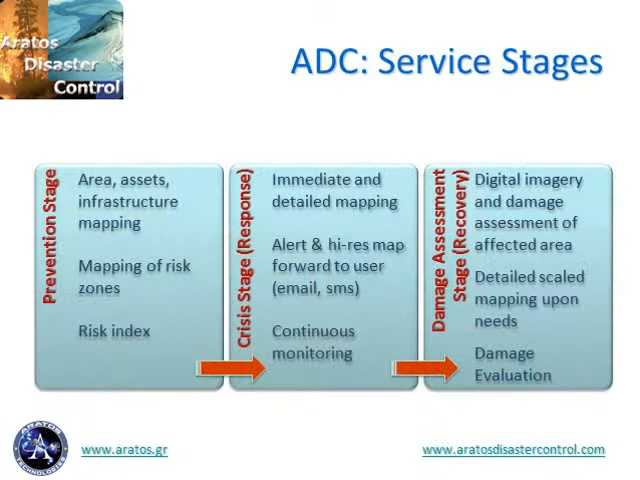 Aratos
Disaster
Control
ADC: Service Stages
Prevention Stage
Area, assets,
infrastructure
mapping
Mapping of risk
zones
Risk index
Crisis Stage (Response)
Immediate and
detailed mapping
Alert & hi-res map
forward to user
(email, sms)
Continuous
monitoring
Damage Assessment
Stage (Recovery)
Digital imagery
and damage
assessment of
affected area
Detailed scaled
mapping upon
needs
Damage
Evaluation
ARATOS
TECHNOLOGIES
www.aratos.gr
www.aratosdisastercontrol.com